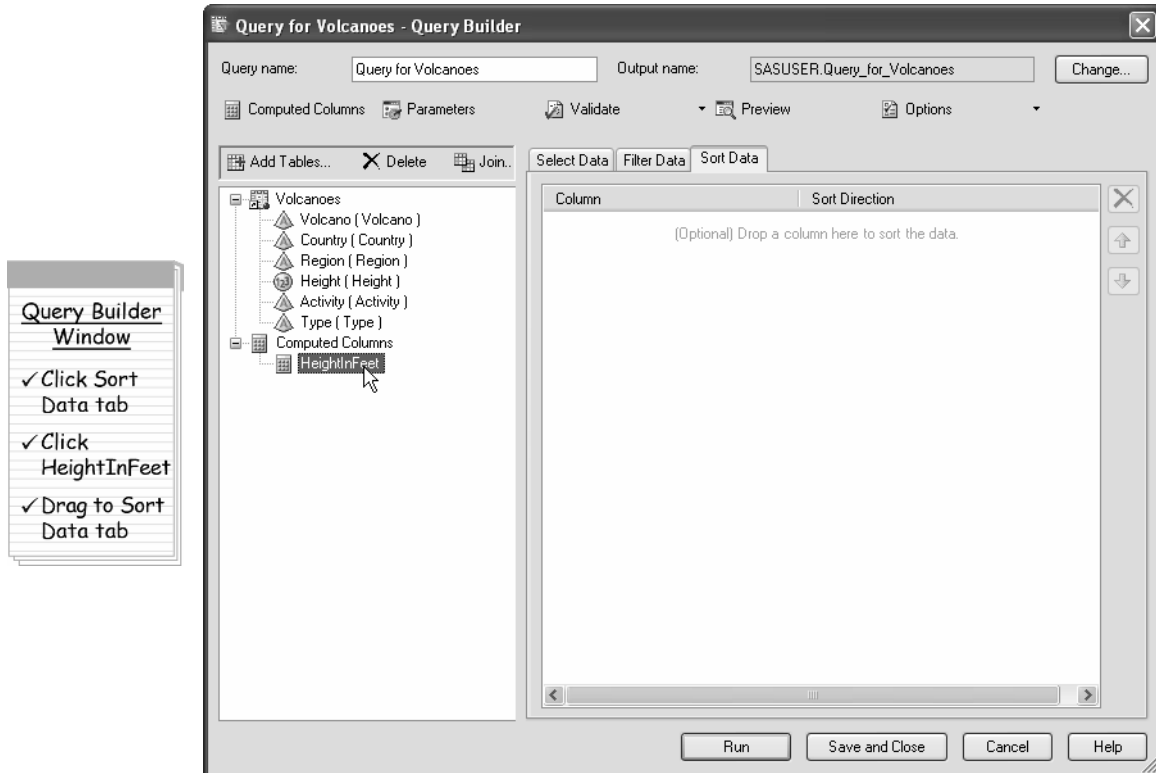 Query Builder
Window
✓ Click Sort
Data tab
✓ Click
HeightInFeet
✓ Drag to Sort
Data tab
Query for Volcanoes - Query Builder
Query name: Query for Volcanoes Output name: SASUSER.Query_for_Volcanoes Change...
Computed Columns Parameters Validate Preview Options
Add Tables... Delete Join..
Select Data Filter Data Sort Data
Volcanoes
Volcano ( Volcano )
Country ( Country )
Region ( Region )
Height ( Height )
Activity ( Activity )
Type ( Type )
Computed Columns
HeightInFeet
Column Sort Direction
(Optional) Drop a column here to sort the data.
Run Save and Close Cancel Help